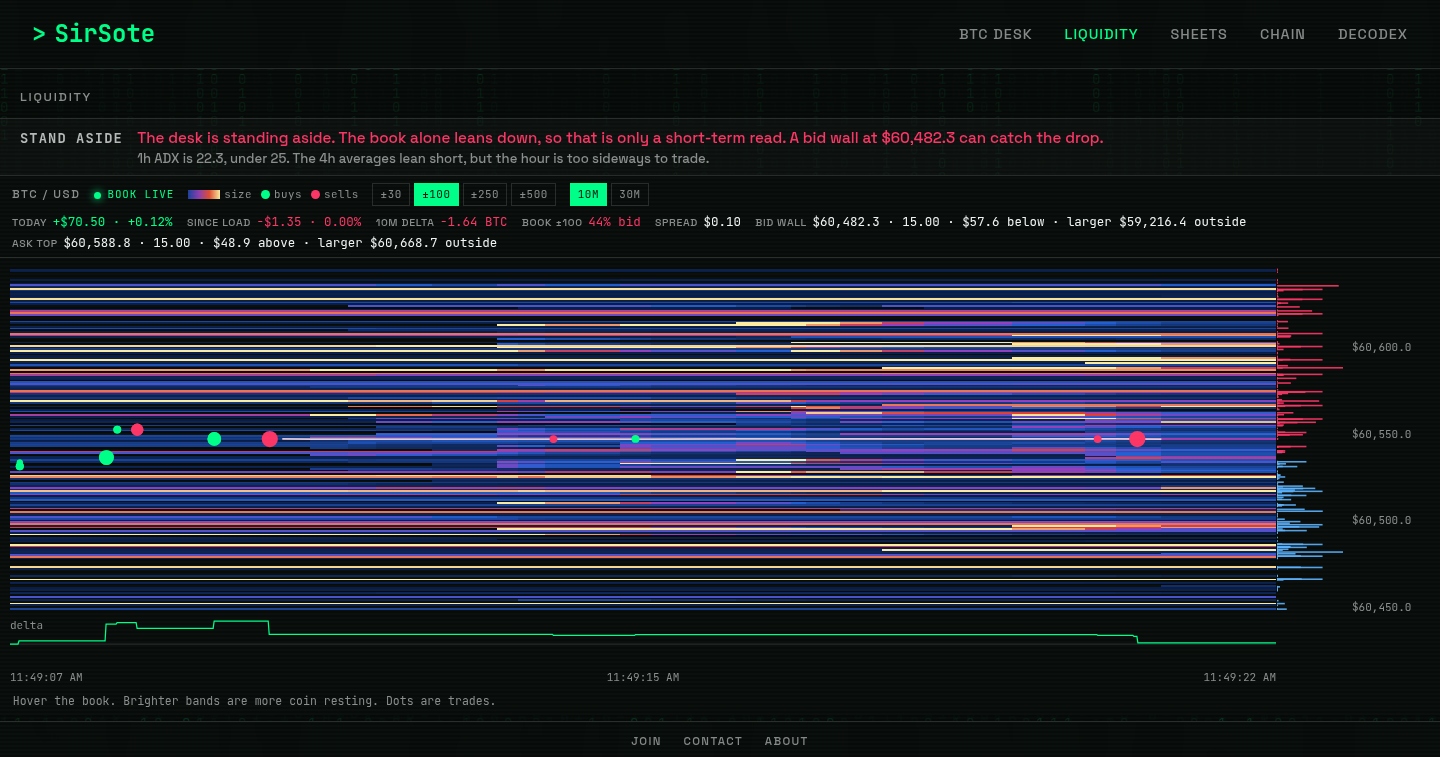 > SirSote
BTC DESK LIQUIDITY SHEETS CHAIN DECODEX
LIQUIDITY
STAND ASIDE The desk is standing aside. The book alone leans down, so that is only a short-term read. A bid wall at $60,482.3 can catch the drop.
1h ADX is 22.3, under 25. The 4h averages lean short, but the hour is too sideways to trade.
BTC / USD BOOK LIVE size buys sells ±30 ±100 ±250 ±500 10M 30M
TODAY +$70.50 · +0.12% SINCE LOAD -$1.35 · 0.00% 10M DELTA -1.64 BTC BOOK ±100 44% bid SPREAD $0.10 BID WALL $60,482.3 · 15.00 · $57.6 below · larger $59,216.4 outside
ASK TOP $60,588.8 · 15.00 · $48.9 above · larger $60,668.7 outside
$60,600.0
$60,550.0
$60,500.0
$60,450.0
delta
11:49:07 AM 11:49:15 AM 11:49:22 AM
Hover the book. Brighter bands are more coin resting. Dots are trades.
JOIN CONTACT ABOUT